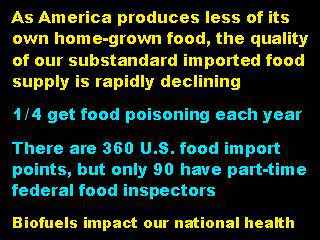 As America produces less of its
own home-grown food, the quality
of our substandard imported food
supply is rapidly declining
1/4 get food poisoning each year
There are 360 U.S. food import
points, but only 90 have part-time
federal food inspectors
Biofuels impact our national health